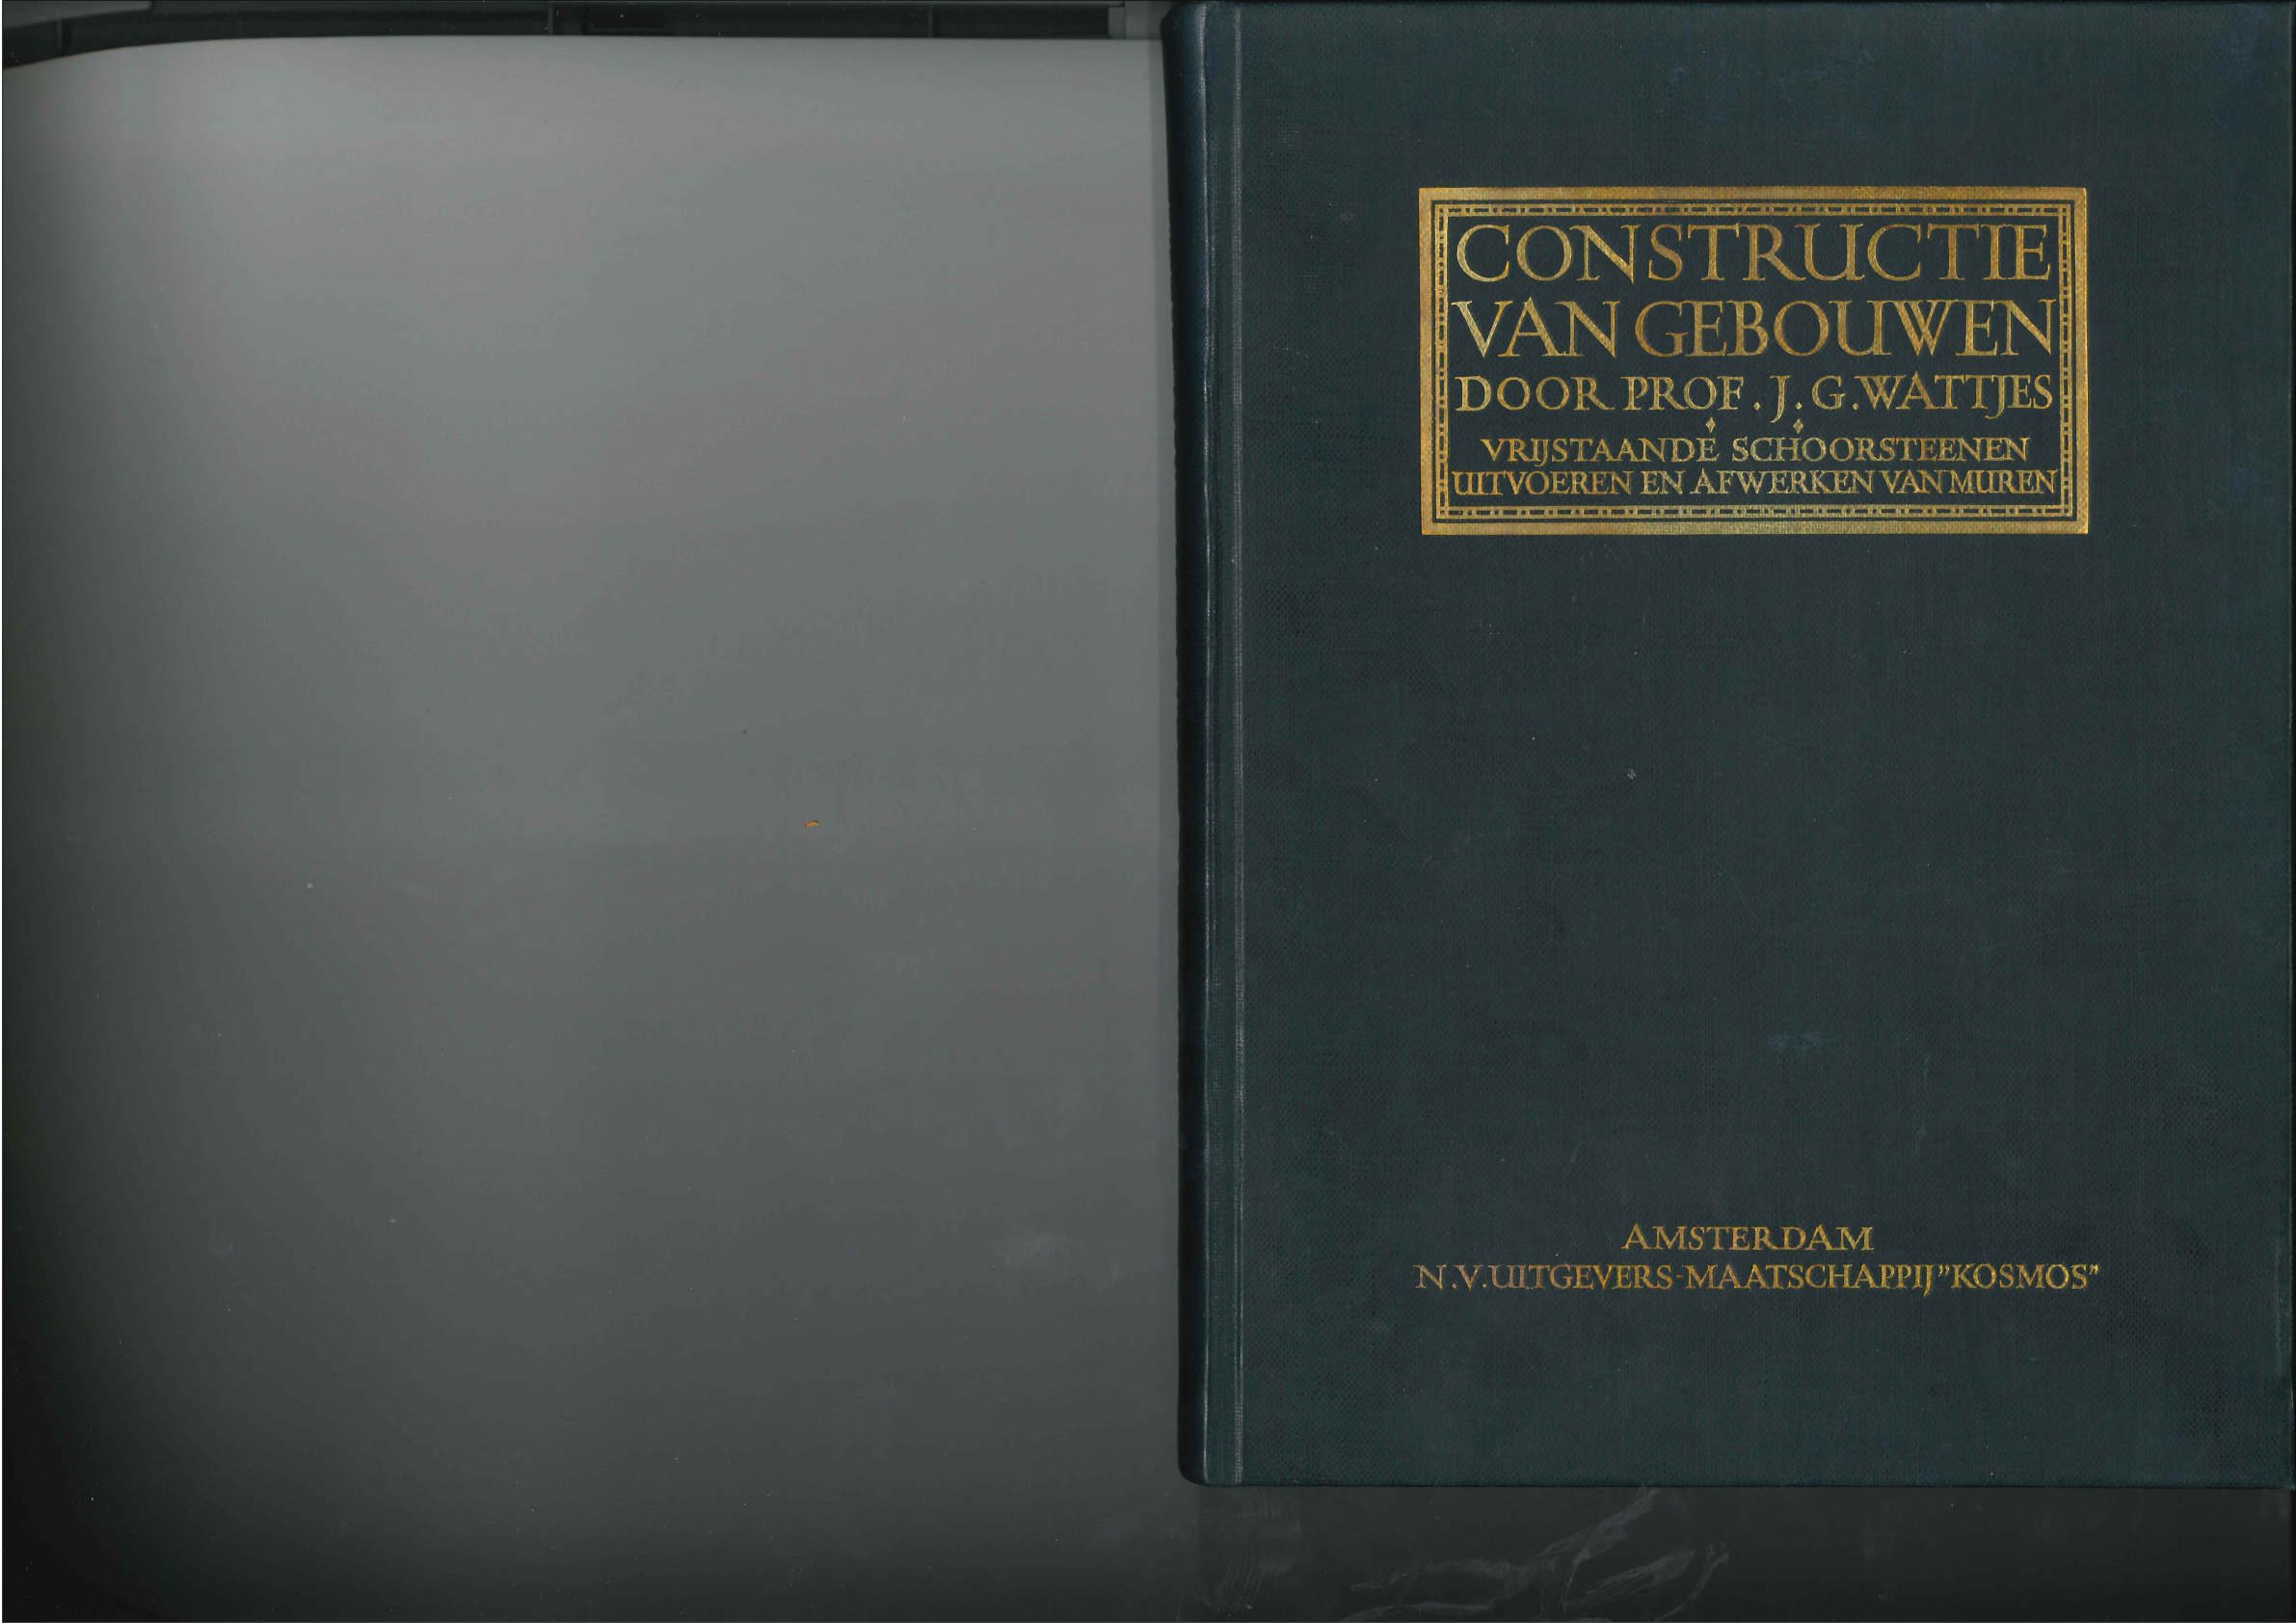 CONSTRUCTIE
VAN GEBOUWEN
DOOR PROF. J. G. WATTJES
VRIJSTAANDE SCHOORSTEENEN
UITVOEREN EN AFWERKEN VAN MUREN
AMSTERDAM
N.V. UITGEVERS-MAATSCHAPPIJ "KOSMOS"